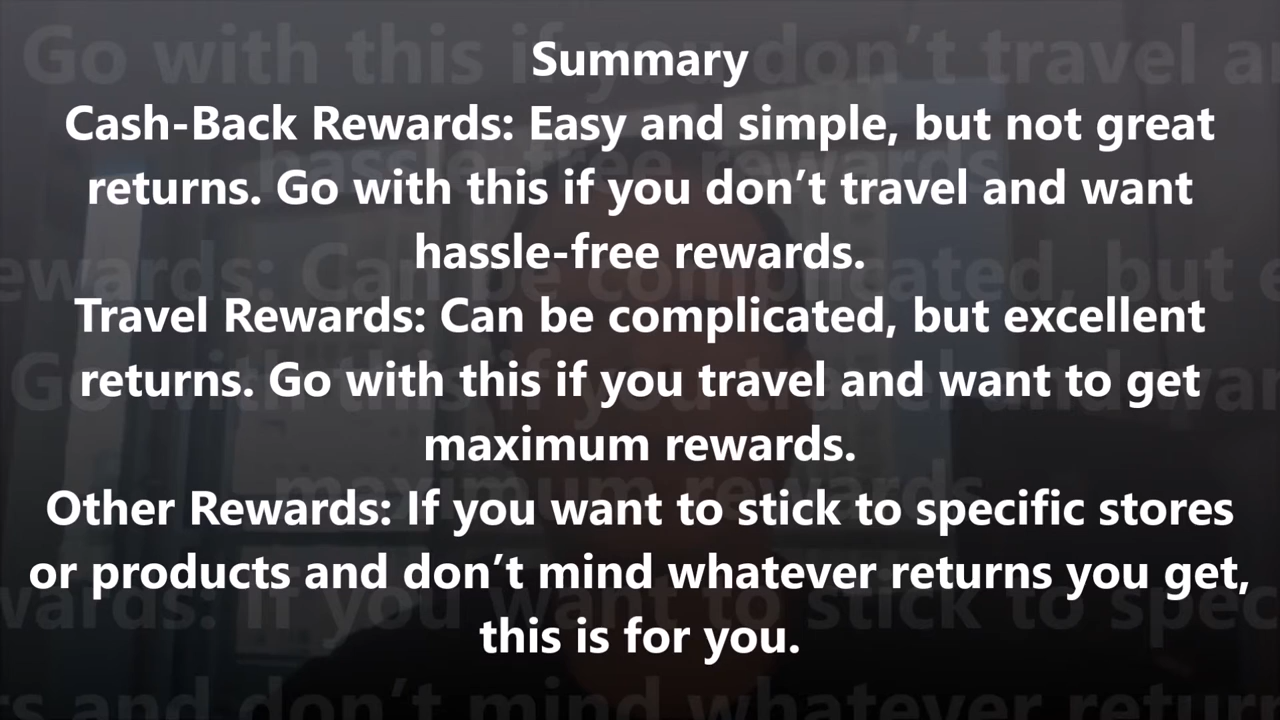 Summary
Cash-Back Rewards: Easy and simple, but not great
returns. Go with this if you don’t travel and want
hassle-free rewards.
Travel Rewards: Can be complicated, but excellent
returns. Go with this if you travel and want to get
maximum rewards.
Other Rewards: If you want to stick to specific stores
or products and don’t mind whatever returns you get,
this is for you.